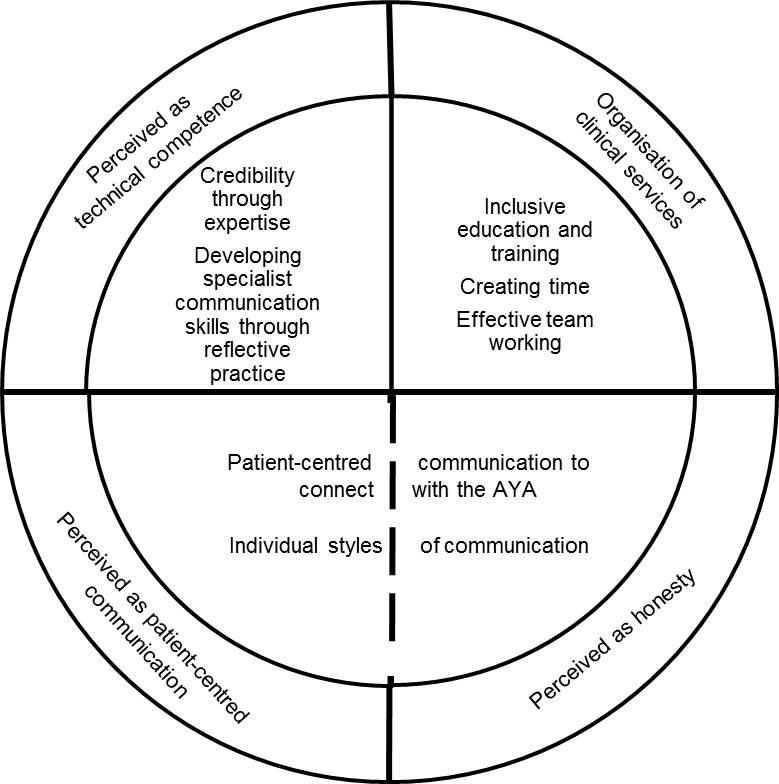 Perceived as
technical competence
Organisation of
clinical services
Credibility
through
expertise
Developing
specialist
communication
skills through
reflective
practice
Inclusive
education and
training
Creating time
Effective team
working
Patient-centred communication to
connect with the AYA
Individual styles of communication
Perceived as patient-centred
communication
Perceived as honesty